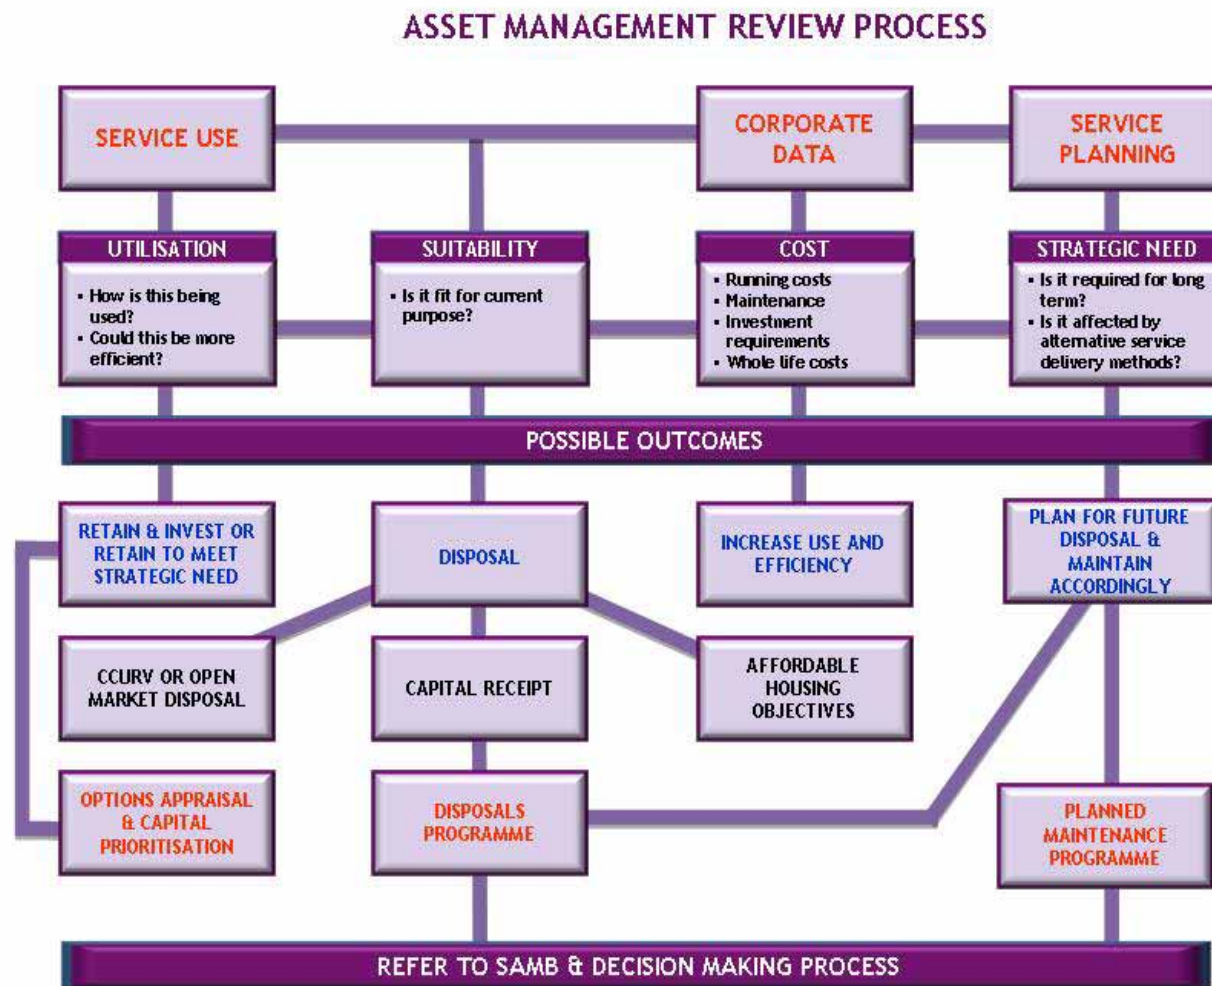 ASSET MANAGEMENT REVIEW PROCESS
SERVICE USE
CORPORATE
DATA
SERVICE
PLANNING
UTILISATION
▪ How is this being
used?
▪ Could this be more
efficient?
SUITABILITY
▪ Is it fit for current
purpose?
COST
▪ Running costs
▪ Maintenance
▪ Investment
requirements
▪ Whole life costs
STRATEGIC NEED
▪ Is it required for long
term?
▪ Is it affected by
alternative service
delivery methods?
POSSIBLE OUTCOMES
RETAIN & INVEST OR
RETAIN TO MEET
STRATEGIC NEED
DISPOSAL
INCREASE USE AND
EFFICIENCY
PLAN FOR FUTURE
DISPOSAL &
MAINTAIN
ACCORDINGLY
CCURV OR OPEN
MARKET DISPOSAL
CAPITAL RECEIPT
AFFORDABLE
HOUSING
OBJECTIVES
OPTIONS APPRAISAL
& CAPITAL
PRIORITISATION
DISPOSALS
PROGRAMME
PLANNED
MAINTENANCE
PROGRAMME
REFER TO SAMB & DECISION MAKING PROCESS